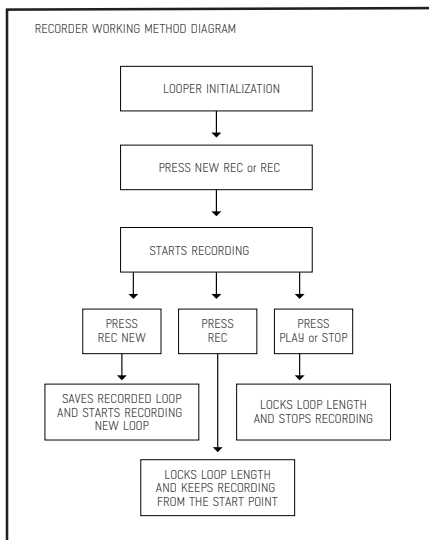 RECORDER WORKING METHOD DIAGRAM
LOOPER INITIALIZATION
PRESS NEW REC or REC
STARTS RECORDING
PRESS
REC NEW
PRESS
REC
PRESS
PLAY or STOP
SAVES RECORDED LOOP
AND STARTS RECORDING
NEW LOOP
LOCKS LOOP LENGTH
AND STOPS RECORDING
LOCKS LOOP LENGTH
AND KEEPS RECORDING
FROM THE START POINT